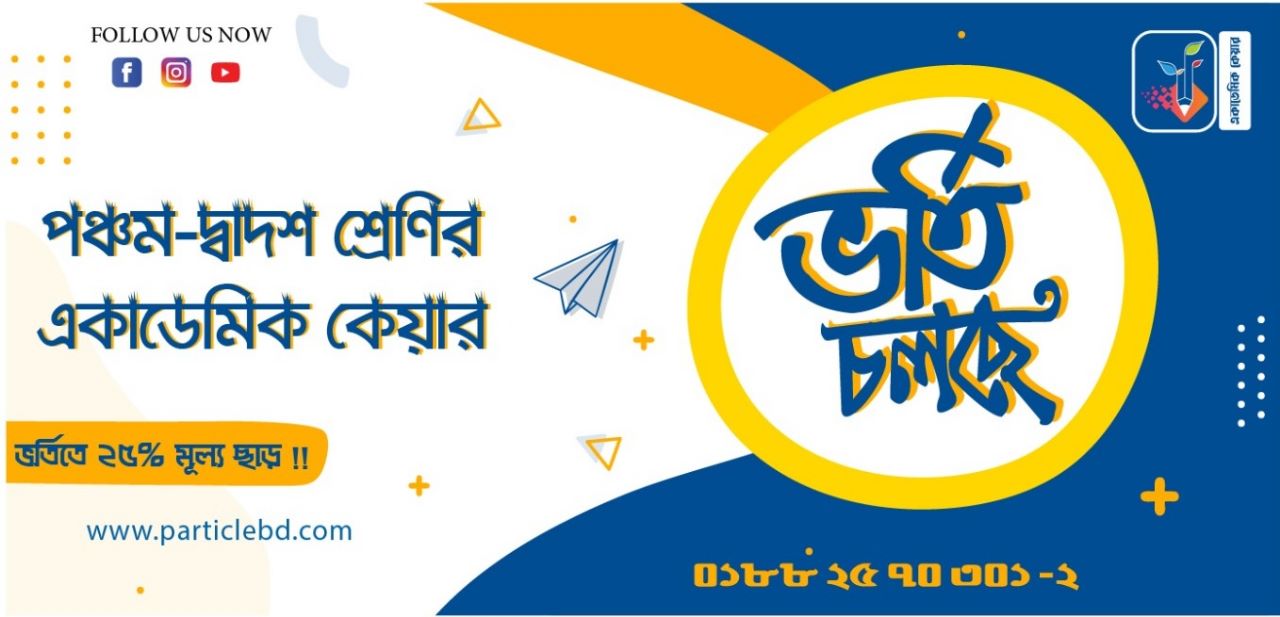 FOLLOW US NOW
পঞ্চম-দ্বাদশ শ্রেণির
একাডেমিক কেয়ার
ভর্তিতে ২৫% মূল্য ছাড় !!
www.particlebd.com
ভর্তি
চলছে
০১৮৮ ২৫ ৭০ ৩০১ -২